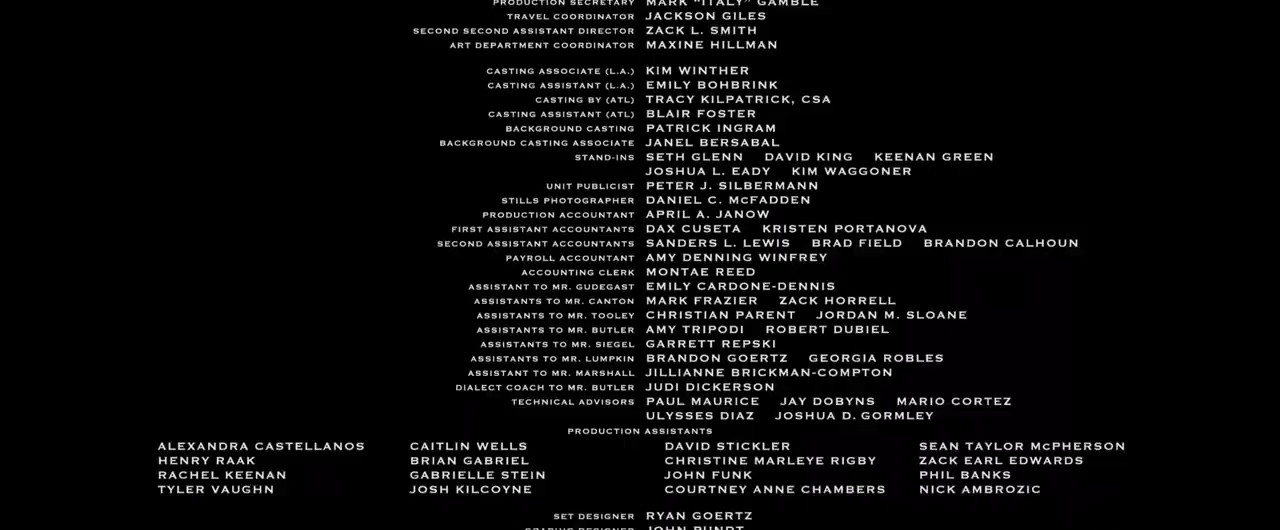 PRODUCTION SECRETARY MARK “ITALY” GAMBLE
TRAVEL COORDINATOR JACKSON GILES
SECOND SECOND ASSISTANT DIRECTOR ZACK L. SMITH
ART DEPARTMENT COORDINATOR MAXINE HILLMAN
CASTING ASSOCIATE (L.A.) KIM WINTHER
CASTING ASSISTANT (L.A.) EMILY BOHBRINK
CASTING BY (ATL) TRACY KILPATRICK, CSA
CASTING ASSISTANT (ATL) BLAIR FOSTER
BACKGROUND CASTING PATRICK INGRAM
BACKGROUND CASTING ASSOCIATE JANEL BERSABAL
STAND-INS SETH GLENN DAVID KING KEENAN GREEN
JOSHUA L. EADY KIM WAGGONER
UNIT PUBLICIST PETER J. SILBERMANN
STILLS PHOTOGRAPHER DANIEL C. McFADDEN
PRODUCTION ACCOUNTANT APRIL A. JANOW
FIRST ASSISTANT ACCOUNTANTS DAX CUSETA KRISTEN PORTANOVA
SECOND ASSISTANT ACCOUNTANTS SANDERS L. LEWIS BRAD FIELD BRANDON CALHOUN
PAYROLL ACCOUNTANT AMY DENNING WINFREY
ACCOUNTING CLERK MONTAE REED
ASSISTANT TO MR. GUDEGAST EMILY CARDONE-DENNIS
ASSISTANTS TO MR. CANTON MARK FRAZIER ZACK HORRELL
ASSISTANTS TO MR. TOOLEY CHRISTIAN PARENT JORDAN M. SLOANE
ASSISTANTS TO MR. BUTLER AMY TRIPODI ROBERT DUBIEL
ASSISTANTS TO MR. SIEGEL GARRETT REPSKI
ASSISTANTS TO MR. LUMPKIN BRANDON GOERTZ GEORGIA ROBLES
ASSISTANT TO MR. MARSHALL JILLIANNE BRICKMAN-COMPTON
DIALECT COACH TO MR. BUTLER JUDI DICKERSON
TECHNICAL ADVISORS PAUL MAURICE JAY DOBYNS MARIO CORTEZ
ULYSSES DIAZ JOSHUA D. GORMLEY
PRODUCTION ASSISTANTS
ALEXANDRA CASTELLANOS CAITLIN WELLS DAVID STICKLER SEAN TAYLOR McPHERSON
HENRY RAAK BRIAN GABRIEL CHRISTINE MARLEYE RIGBY ZACK EARL EDWARDS
RACHEL KEENAN GABRIELLE STEIN JOHN FUNK PHIL BANKS
TYLER VAUGHN JOSH KILCOYNE COURTNEY ANNE CHAMBERS NICK AMBROZIC
SET DESIGNER RYAN GOERTZ
GRAPHIC DESIGNER JOHN